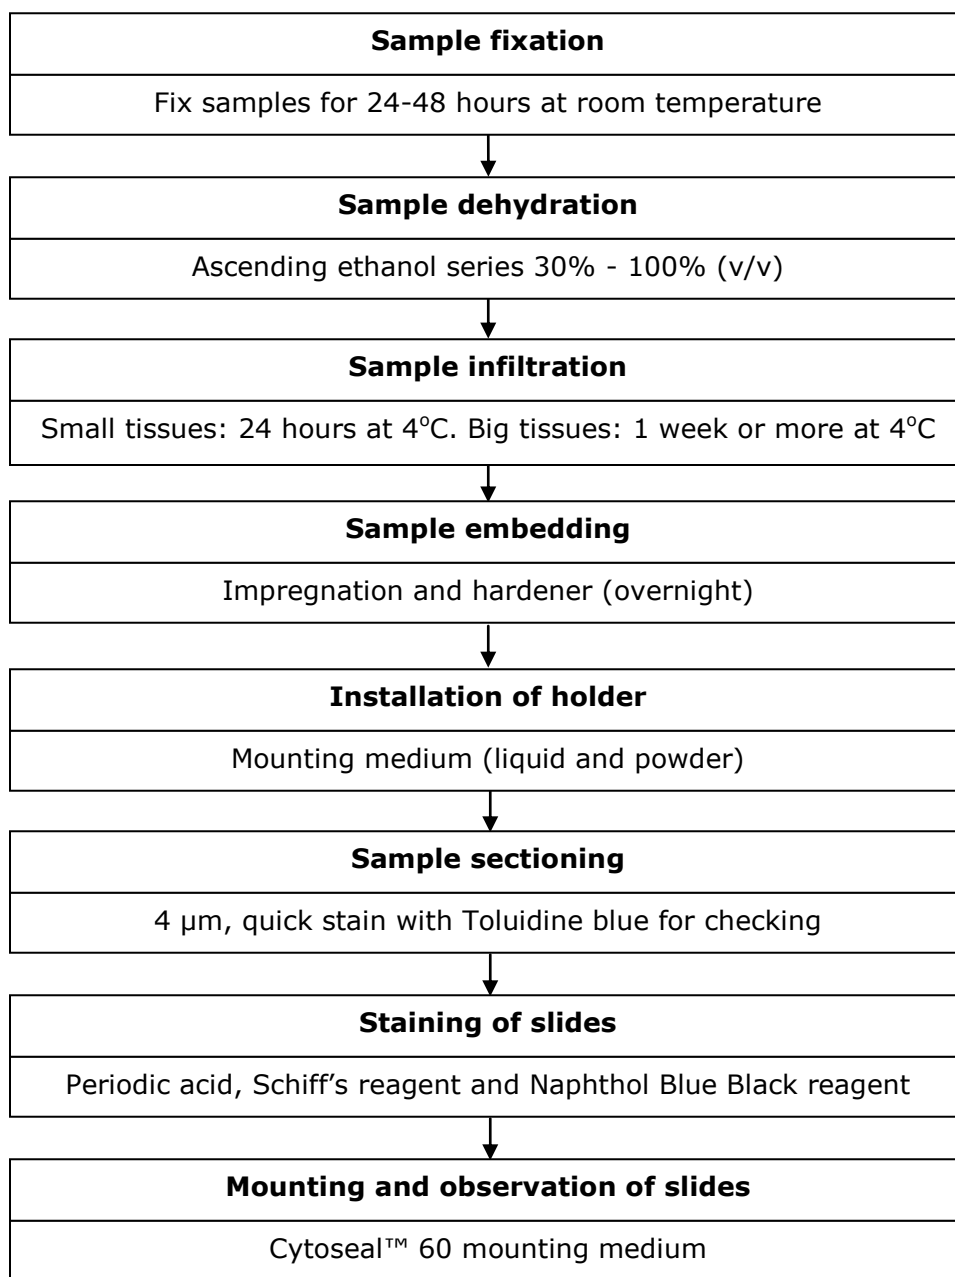 Sample fixation
Fix samples for 24-48 hours at room temperature
Sample dehydration
Ascending ethanol series 30% - 100% (v/v)
Sample infiltration
Small tissues: 24 hours at 4°C. Big tissues: 1 week or more at 4°C
Sample embedding
Impregnation and hardener (overnight)
Installation of holder
Mounting medium (liquid and powder)
Sample sectioning
4 µm, quick stain with Toluidine blue for checking
Staining of slides
Periodic acid, Schiff’s reagent and Naphthol Blue Black reagent
Mounting and observation of slides
Cytoseal™ 60 mounting medium